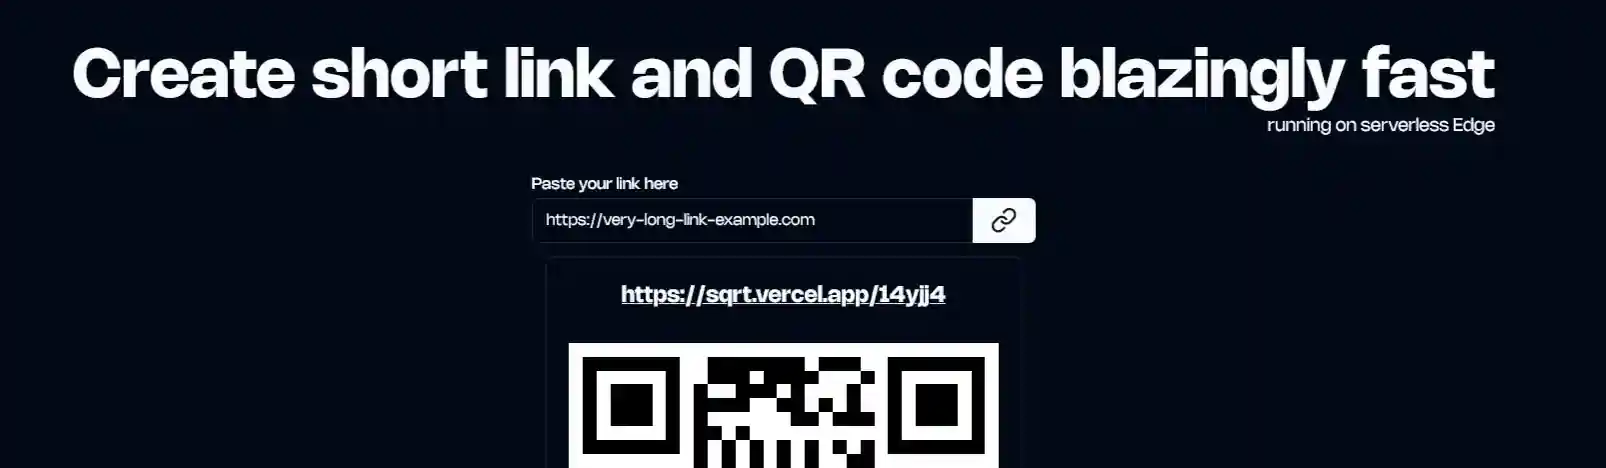 Create short link and QR code blazingly fast
running on serverless Edge
Paste your link here
https://very-long-link-example.com
https://sqrt.vercel.app/14yjj4